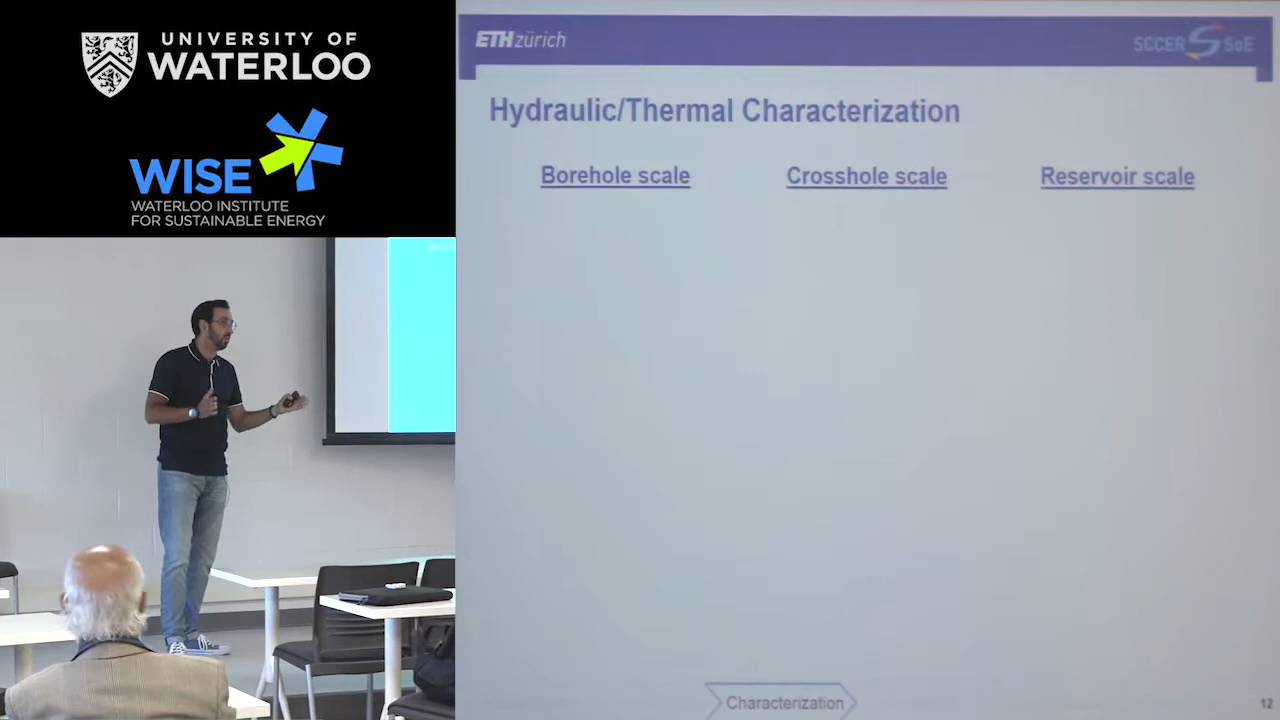 UNIVERSITY OF
WATERLOO
WISE
WATERLOO INSTITUTE
FOR SUSTAINABLE ENERGY
ETH zürich
SCCER SoE
Hydraulic/Thermal Characterization
Borehole scale
Crosshole scale
Reservoir scale
Characterization
12